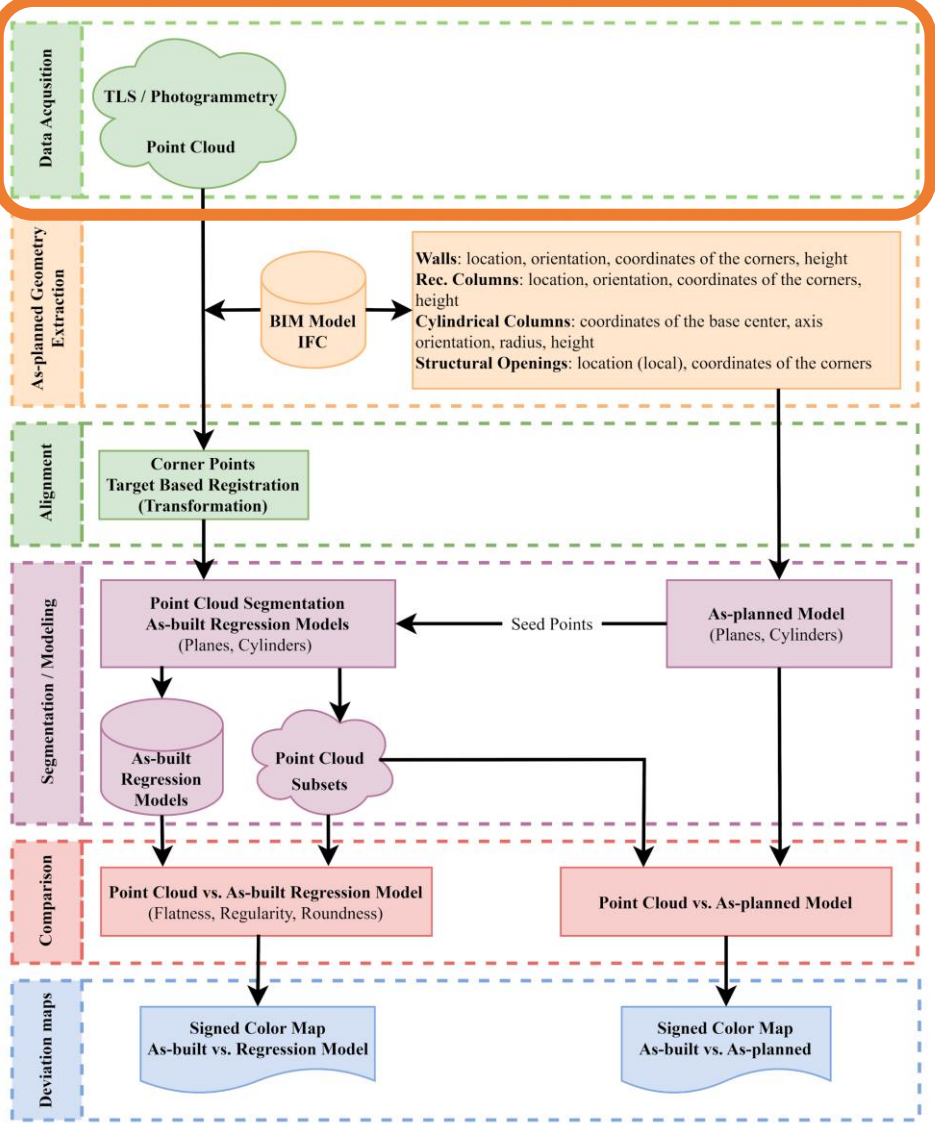 Data Acqusition
TLS / Photogrammetry
Point Cloud
As-planned Geometry
Extraction
BIM Model
IFC
Walls: location, orientation, coordinates of the corners, height
Rec. Columns: location, orientation, coordinates of the corners,
height
Cylindrical Columns: coordinates of the base center, axis
orientation, radius, height
Structural Openings: location (local), coordinates of the corners
Alignment
Corner Points
Target Based Registration
(Transformation)
Segmentation / Modeling
Point Cloud Segmentation
As-built Regression Models
(Planes, Cylinders)
Seed Points
As-planned Model
(Planes, Cylinders)
As-built
Regression
Models
Point Cloud
Subsets
Comparison
Point Cloud vs. As-built Regression Model
(Flatness, Regularity, Roundness)
Point Cloud vs. As-planned Model
Deviation maps
Signed Color Map
As-built vs. Regression Model
Signed Color Map
As-built vs. As-planned